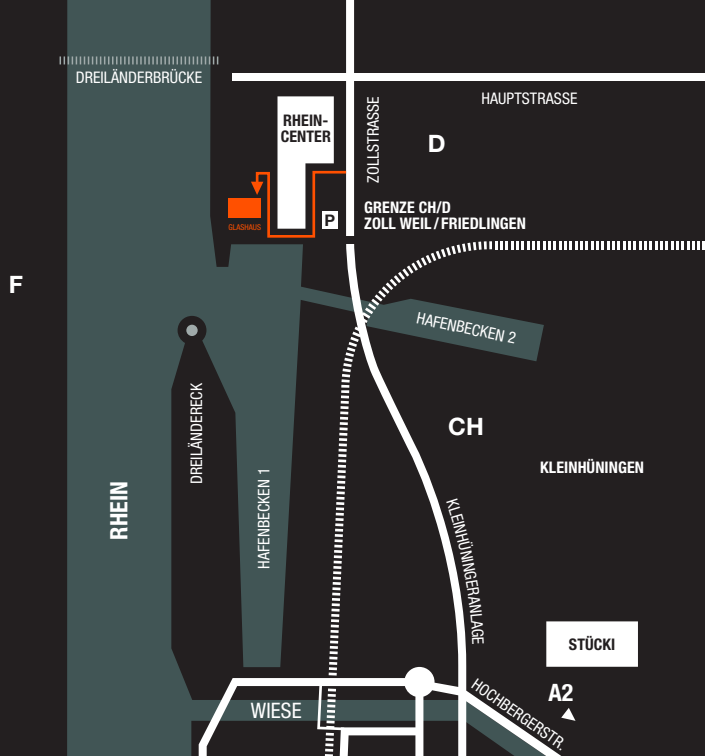 DREILÄNDERBRÜCKE
HAUPTSTRASSE
RHEIN-
CENTER
ZOLLSTRASSE
D
GLASHAUS
P
GRENZE CH/D
ZOLL WEIL/FRIEDLINGEN
F
HAFENBECKEN 2
DREILÄNDERECK
CH
KLEINHÜNINGEN
RHEIN
HAFENBECKEN 1
KLEINHÜNINGERANLAGE
STÜCKI
A2
HOCHBERGERSTR.
WIESE